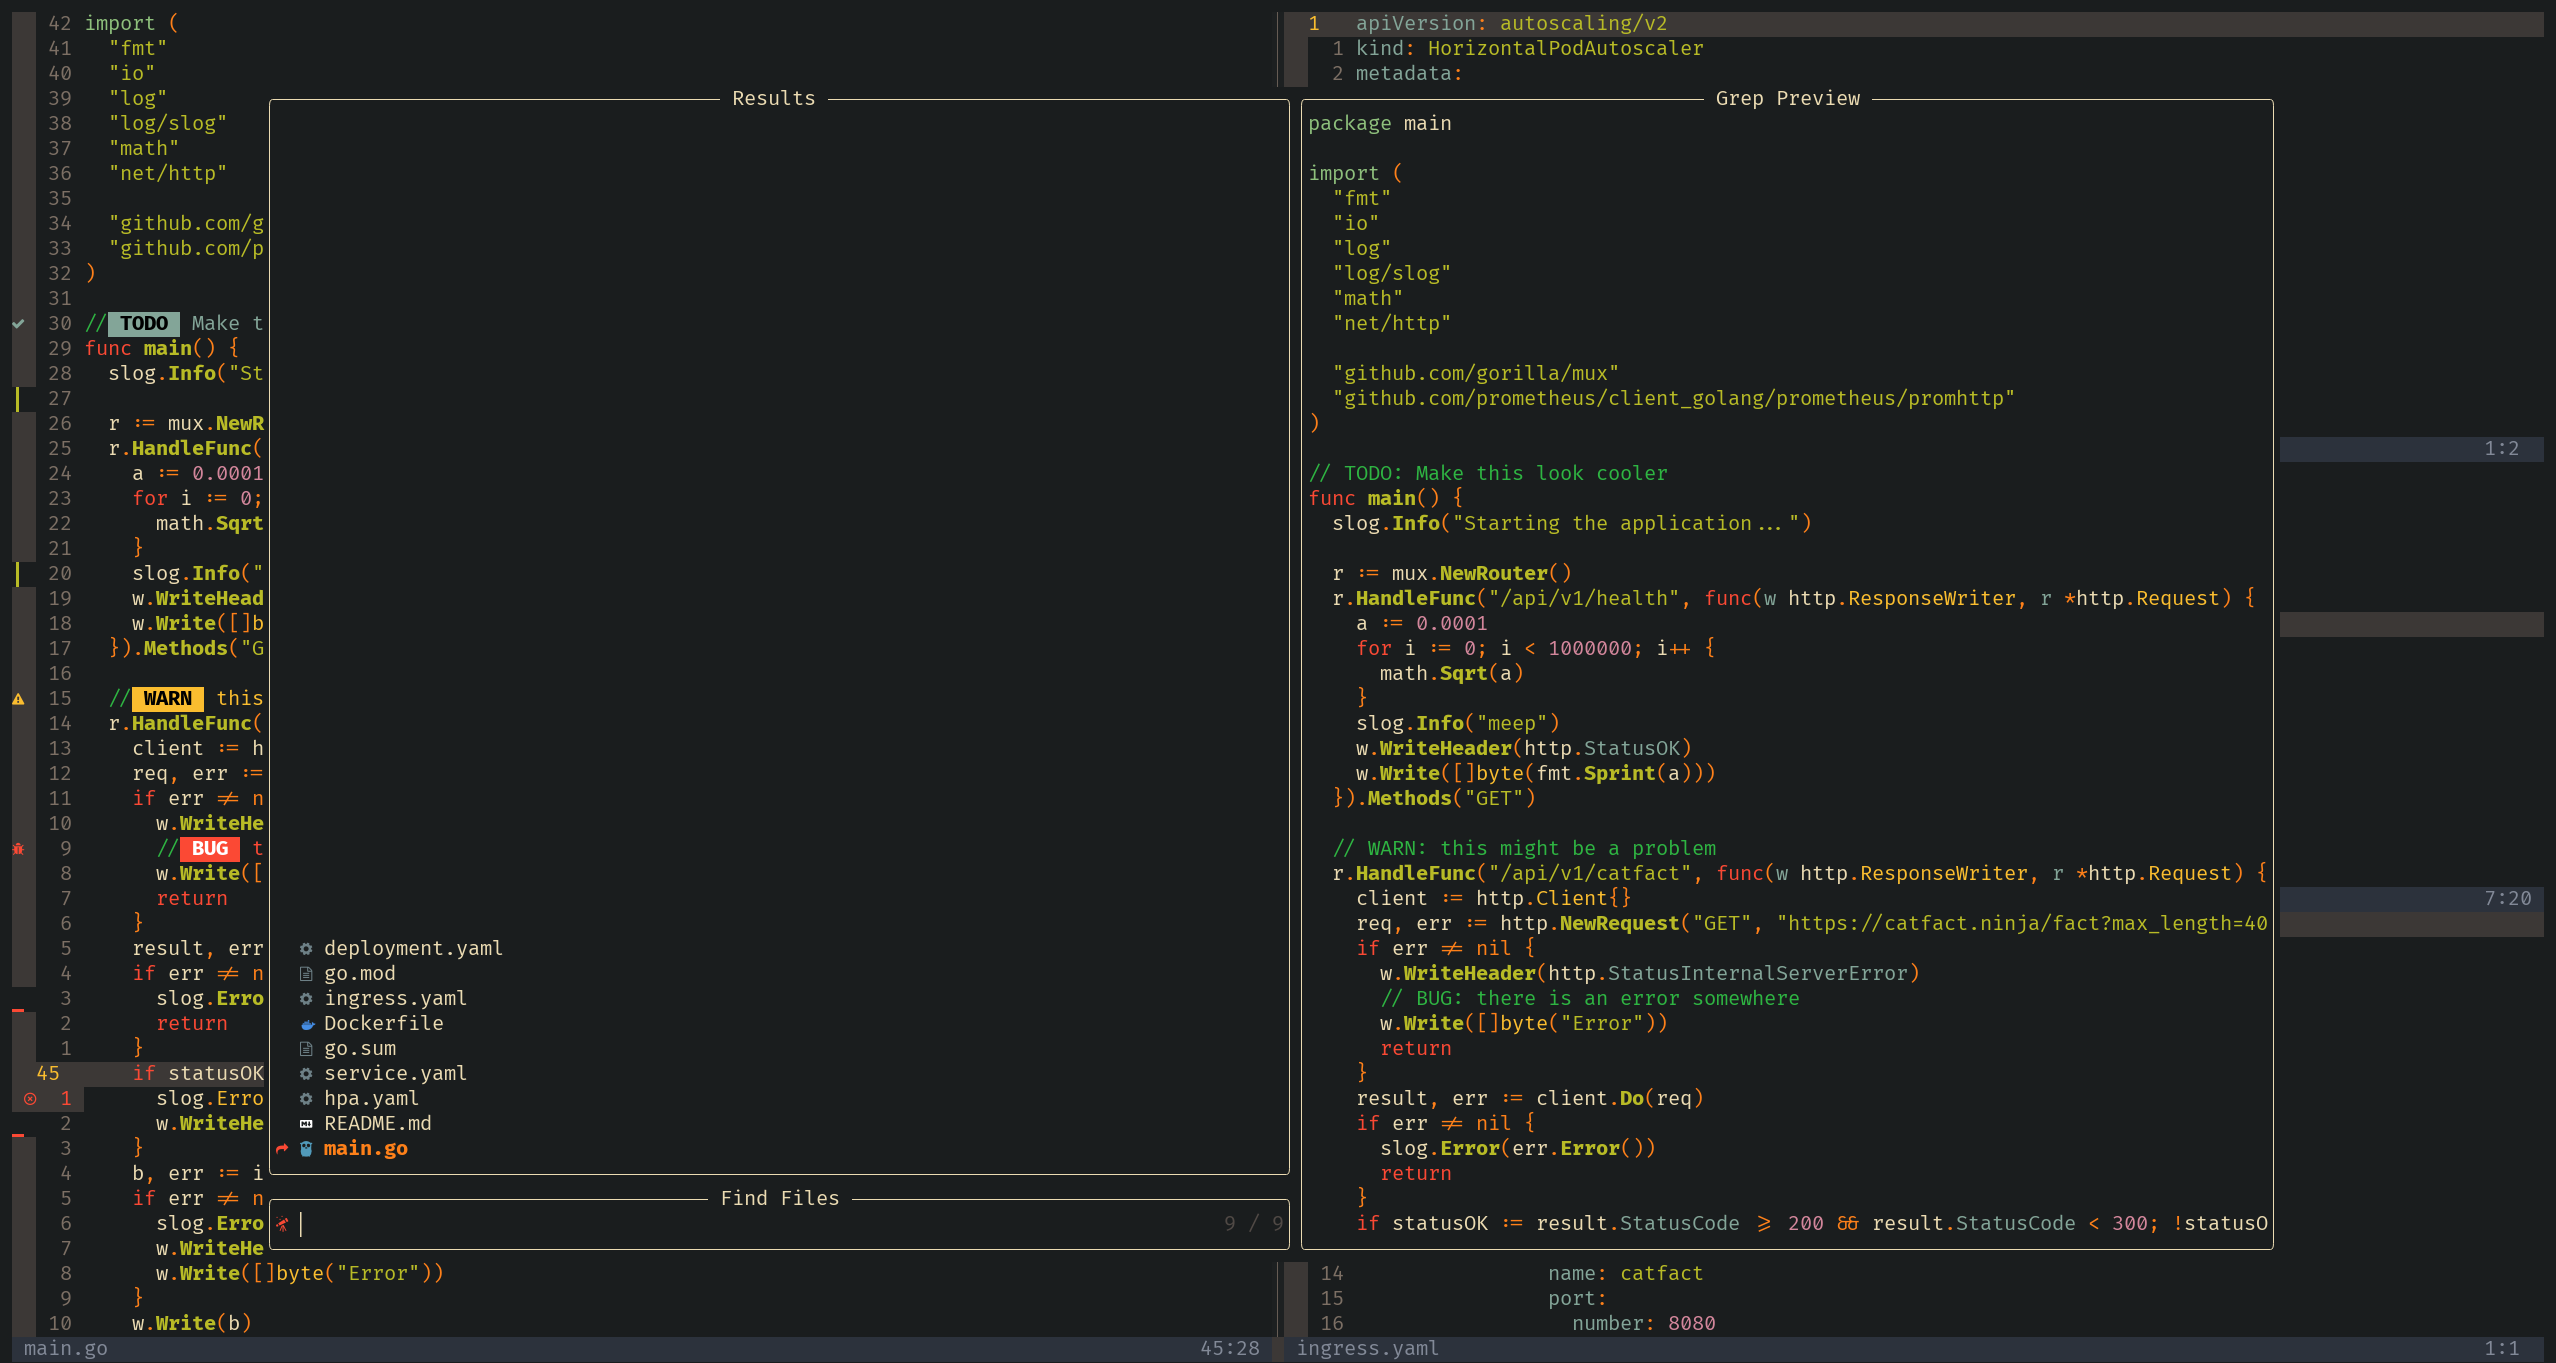 42 import (
41 "fmt"
40 "io"
39 "log"
38 "log/slog"
37 "math"
36 "net/http"
35
34 "github.com/g
33 "github.com/p
32 )
31
30 // TODO Make t
29 func main() {
28 slog.Info("St
27
26 r := mux.NewR
25 r.HandleFunc(
24 a := 0.0001
23 for i := 0;
22 math.Sqrt
21 }
20 slog.Info("
19 w.WriteHead
18 w.Write([]b
17 }).Methods("G
16
15 // WARN this
14 r.HandleFunc(
13 client := h
12 req, err :=
11 if err != n
10 w.WriteHe
9 // BUG t
8 w.Write([
7 return
6 }
5 result, err
4 if err != n
3 slog.Erro
2 return
1 }
45 if statusOK
1 slog.Erro
2 w.WriteHe
3 }
4 b, err := i
5 if err != n
6 slog.Erro
7 w.WriteHe
8 w.Write([]byte("Error"))
9 }
10 w.Write(b)
main.go 45:28
Results
deployment.yaml
go.mod
ingress.yaml
Dockerfile
go.sum
service.yaml
hpa.yaml
README.md
main.go
Find Files
9 / 9
1 apiVersion: autoscaling/v2
1 kind: HorizontalPodAutoscaler
2 metadata:
Grep Preview
package main

import (
"fmt"
"io"
"log"
"log/slog"
"math"
"net/http"

"github.com/gorilla/mux"
"github.com/prometheus/client_golang/prometheus/promhttp"
)

// TODO: Make this look cooler
func main() {
slog.Info("Starting the application...")

r := mux.NewRouter()
r.HandleFunc("/api/v1/health", func(w http.ResponseWriter, r *http.Request) {
a := 0.0001
for i := 0; i < 1000000; i++ {
math.Sqrt(a)
}
slog.Info("meep")
w.WriteHeader(http.StatusOK)
w.Write([]byte(fmt.Sprint(a)))
}).Methods("GET")

// WARN: this might be a problem
r.HandleFunc("/api/v1/catfact", func(w http.ResponseWriter, r *http.Request) {
client := http.Client{}
req, err := http.NewRequest("GET", "https://catfact.ninja/fact?max_length=40
if err != nil {
w.WriteHeader(http.StatusInternalServerError)
// BUG: there is an error somewhere
w.Write([]byte("Error"))
return
}
result, err := client.Do(req)
if err != nil {
slog.Error(err.Error())
return
}
if statusOK := result.StatusCode >= 200 && result.StatusCode < 300; !statusO
1:2
7:20
14 name: catfact
15 port:
16 number: 8080
ingress.yaml 1:1